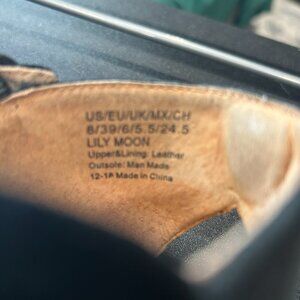 US/EU/UK/MX/CH
8/39/6/5.5/24.5
LILY MOON
Upper&Lining: Leather
Outsole: Man Made
12-1A Made in China